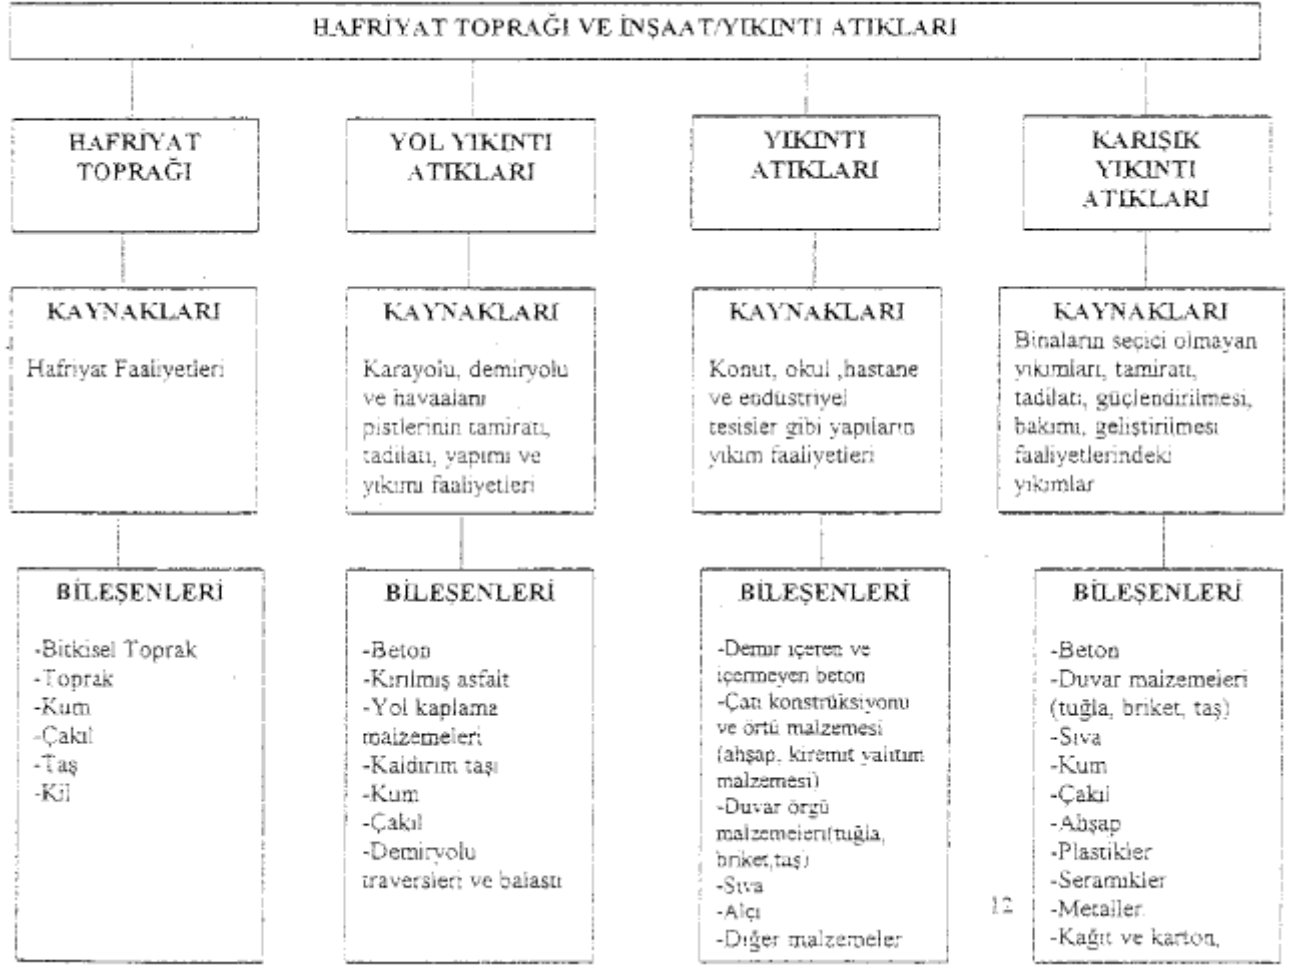 HAFRİYAT TOPRAĞI VE İNŞAAT/YIKINTI ATIKLARI
HAFRİYAT
TOPRAĞI
YOL YIKINTI
ATIKLARI
YIKINTI
ATIKLARI
KARIŞIK
YIKINTI
ATIKLARI
KAYNAKLARI
Hafriyat Faaliyetleri
KAYNAKLARI
Karayolu, demiryolu
ve havaalanı
pistlerinin tamiratı,
tadilatı, yapımı ve
yıkımı faaliyetleri
KAYNAKLARI
Konut, okul ,hastane
ve endüstriyel
tesisler gibi yapıların
yıkım faaliyetleri
KAYNAKLARI
Binaların seçici olmayan
yıkımları, tamiratı,
tadilatı, güçlendirilmesi,
bakımı, geliştirilmesi
faaliyetlerindeki
yıkımlar
BİLEŞENLERİ
-Bitkisel Toprak
-Toprak
-Kum
-Çakıl
-Taş
-Kil
BİLEŞENLERİ
-Beton
-Kırılmış asfalt
-Yol kaplama
malzemeleri
-Kaldırım taşı
-Kum
-Çakıl
-Demiryolu
traversleri ve balastı
BİLEŞENLERİ
-Demir içeren ve
içermeyen beton
-Çatı konstrüksiyonu
ve örtü malzemesi
(ahşap, kiremit yalıtım
malzemesi)
-Duvar örgü
malzemeleri(tuğla,
briket,taş)
-Sıva
-Alçı
-Diğer malzemeler
BİLEŞENLERİ
-Beton
-Duvar malzemeleri
(tuğla, briket, taş)
-Sıva
-Kum
-Çakıl
-Ahşap
-Plastikler
-Seramikler
-Metaller
-Kağıt ve karton,
12